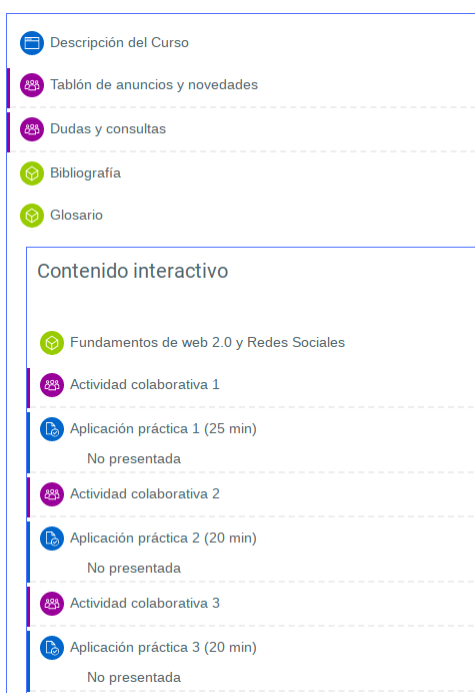 Descripción del Curso
Tablón de anuncios y novedades
Dudas y consultas
Bibliografía
Glosario
Contenido interactivo
Fundamentos de web 2.0 y Redes Sociales
Actividad colaborativa 1
Aplicación práctica 1 (25 min)
No presentada
Actividad colaborativa 2
Aplicación práctica 2 (20 min)
No presentada
Actividad colaborativa 3
Aplicación práctica 3 (20 min)
No presentada